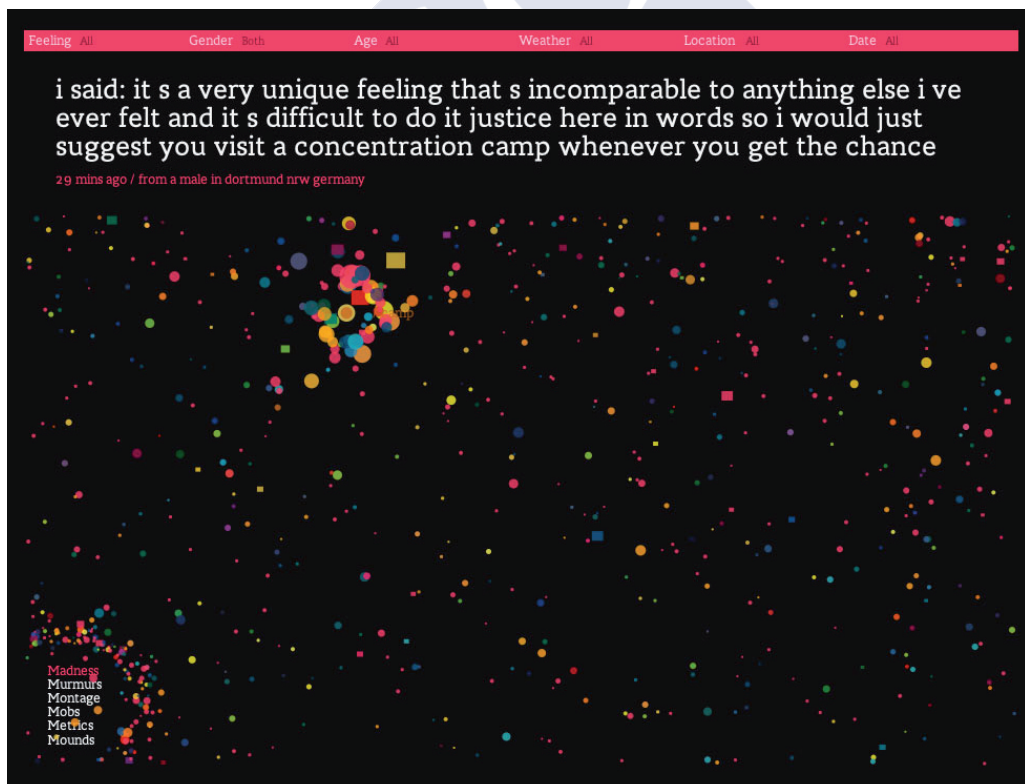 Feeling All Gender Both Age All Weather All Location All Date All
i said: it s a very unique feeling that s incomparable to anything else i ve
ever felt and it s difficult to do it justice here in words so i would just
suggest you visit a concentration camp whenever you get the chance
29 mins ago / from a male in dortmund nrw germany
Madness
Murmurs
Montage
Mobs
Metrics
Mounds